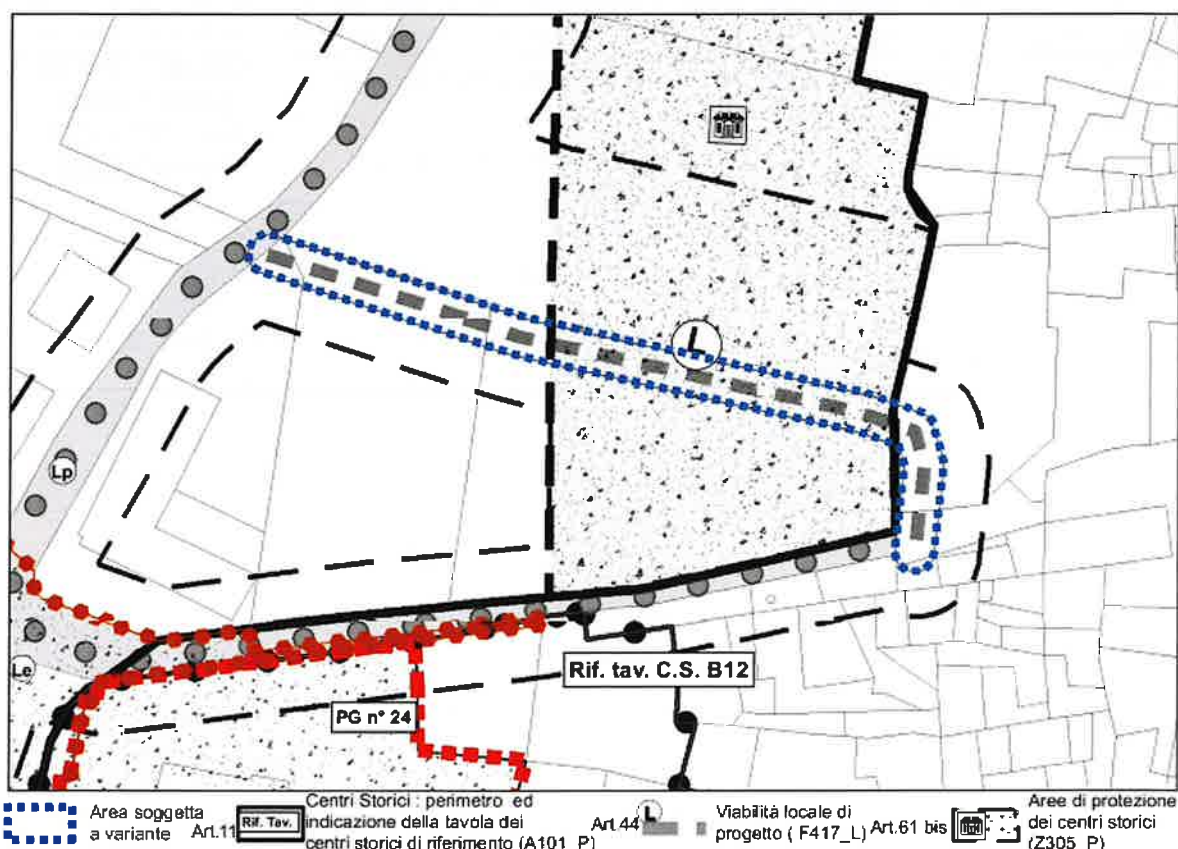 L
Lp
Le
Rif. tav. C.S. B12
PG n° 24
Area soggetta
a variante
Art.11
Rif. Tav.
Centri Storici : perimetro ed
indicazione della tavola dei
centri storici di riferimento (A101_P)
Art.44
L
Viabilità locale di
progetto ( F417_L)
Art.61 bis
Aree di protezione
dei centri storici
(Z305_P)